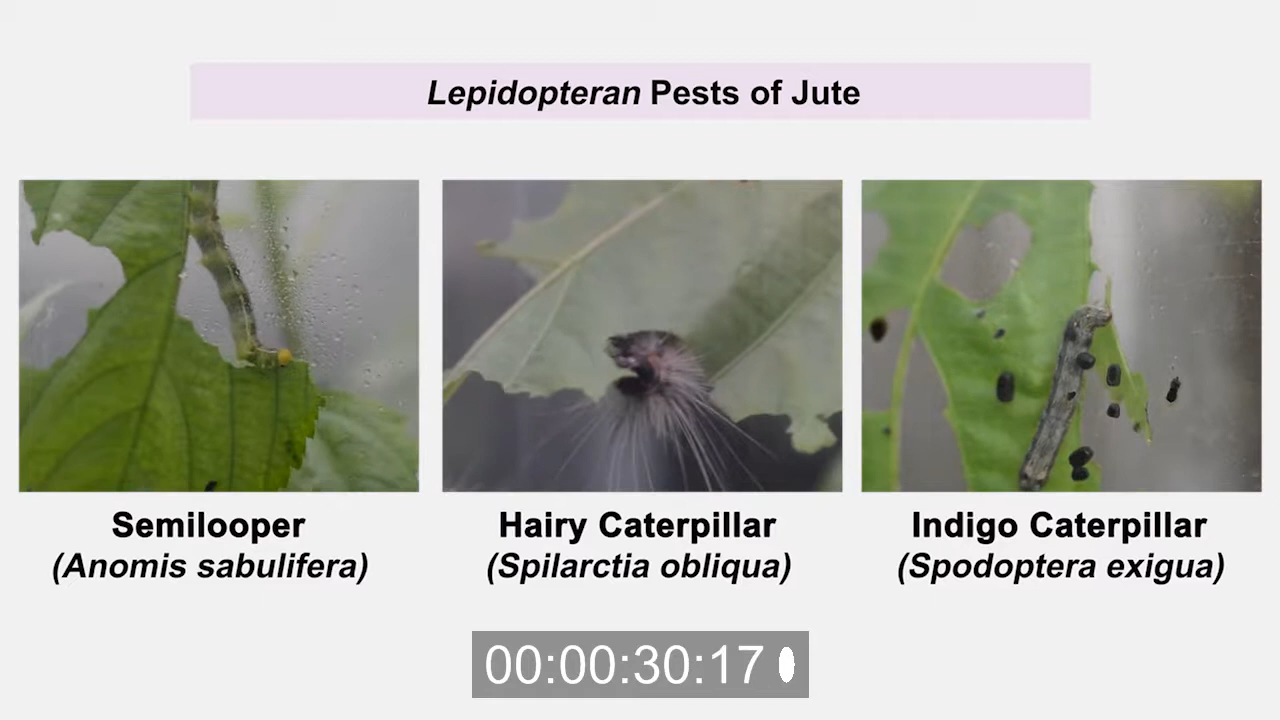 Lepidopteran Pests of Jute
Semilooper
(Anomis sabulifera)
Hairy Caterpillar
(Spilarctia obliqua)
Indigo Caterpillar
(Spodoptera exigua)
00:00:30:17